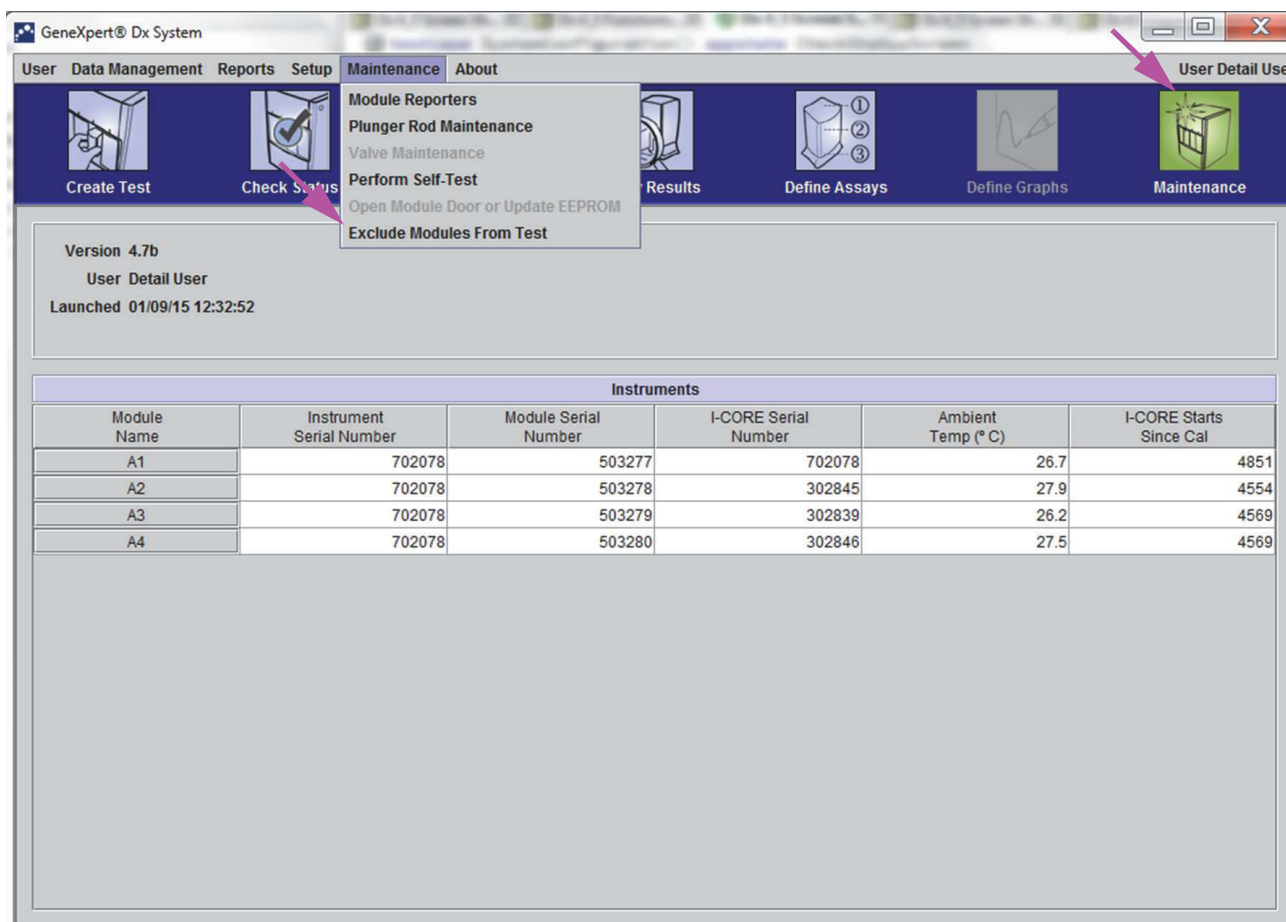 GeneXpert® Dx System
User Data Management Reports Setup Maintenance About User Detail Use
Module Reporters
Plunger Rod Maintenance
Valve Maintenance
Perform Self-Test
Open Module Door or Update EEPROM
Exclude Modules From Test
Create Test Check Status Results Define Assays Define Graphs Maintenance
1
2
3
Version 4.7b
User Detail User
Launched 01/09/15 12:32:52
Instruments
Module Name Instrument Serial Number Module Serial Number I-CORE Serial Number Ambient Temp (º C) I-CORE Starts Since Cal
A1 702078 503277 702078 26.7 4851
A2 702078 503278 302845 27.9 4554
A3 702078 503279 302839 26.2 4569
A4 702078 503280 302846 27.5 4569